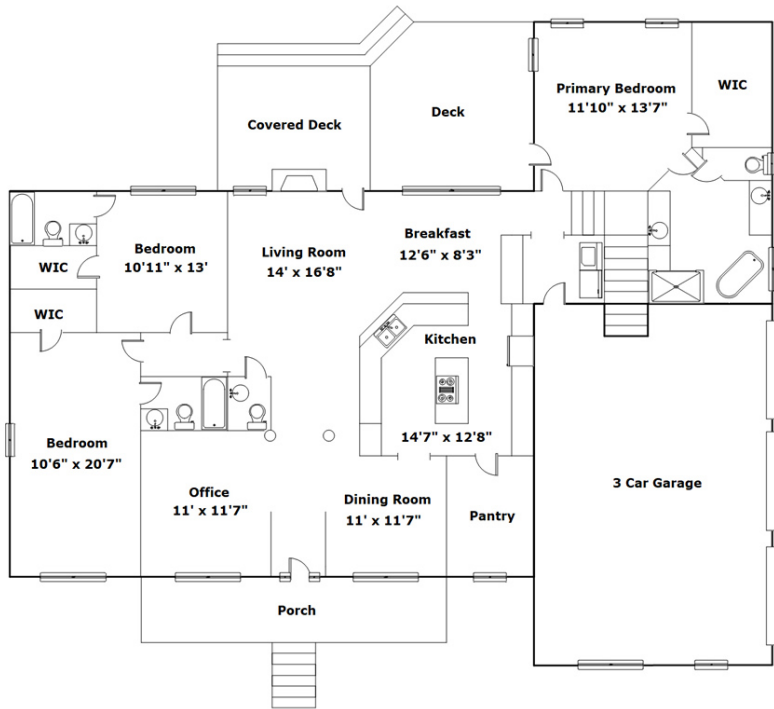 Primary Bedroom
11'10" x 13'7"
WIC
Deck
Covered Deck
Bedroom
10'11" x 13'
Living Room
14' x 16'8"
Breakfast
12'6" x 8'3"
WIC
WIC
Kitchen
14'7" x 12'8"
Bedroom
10'6" x 20'7"
Office
11' x 11'7"
Dining Room
11' x 11'7"
Pantry
3 Car Garage
Porch